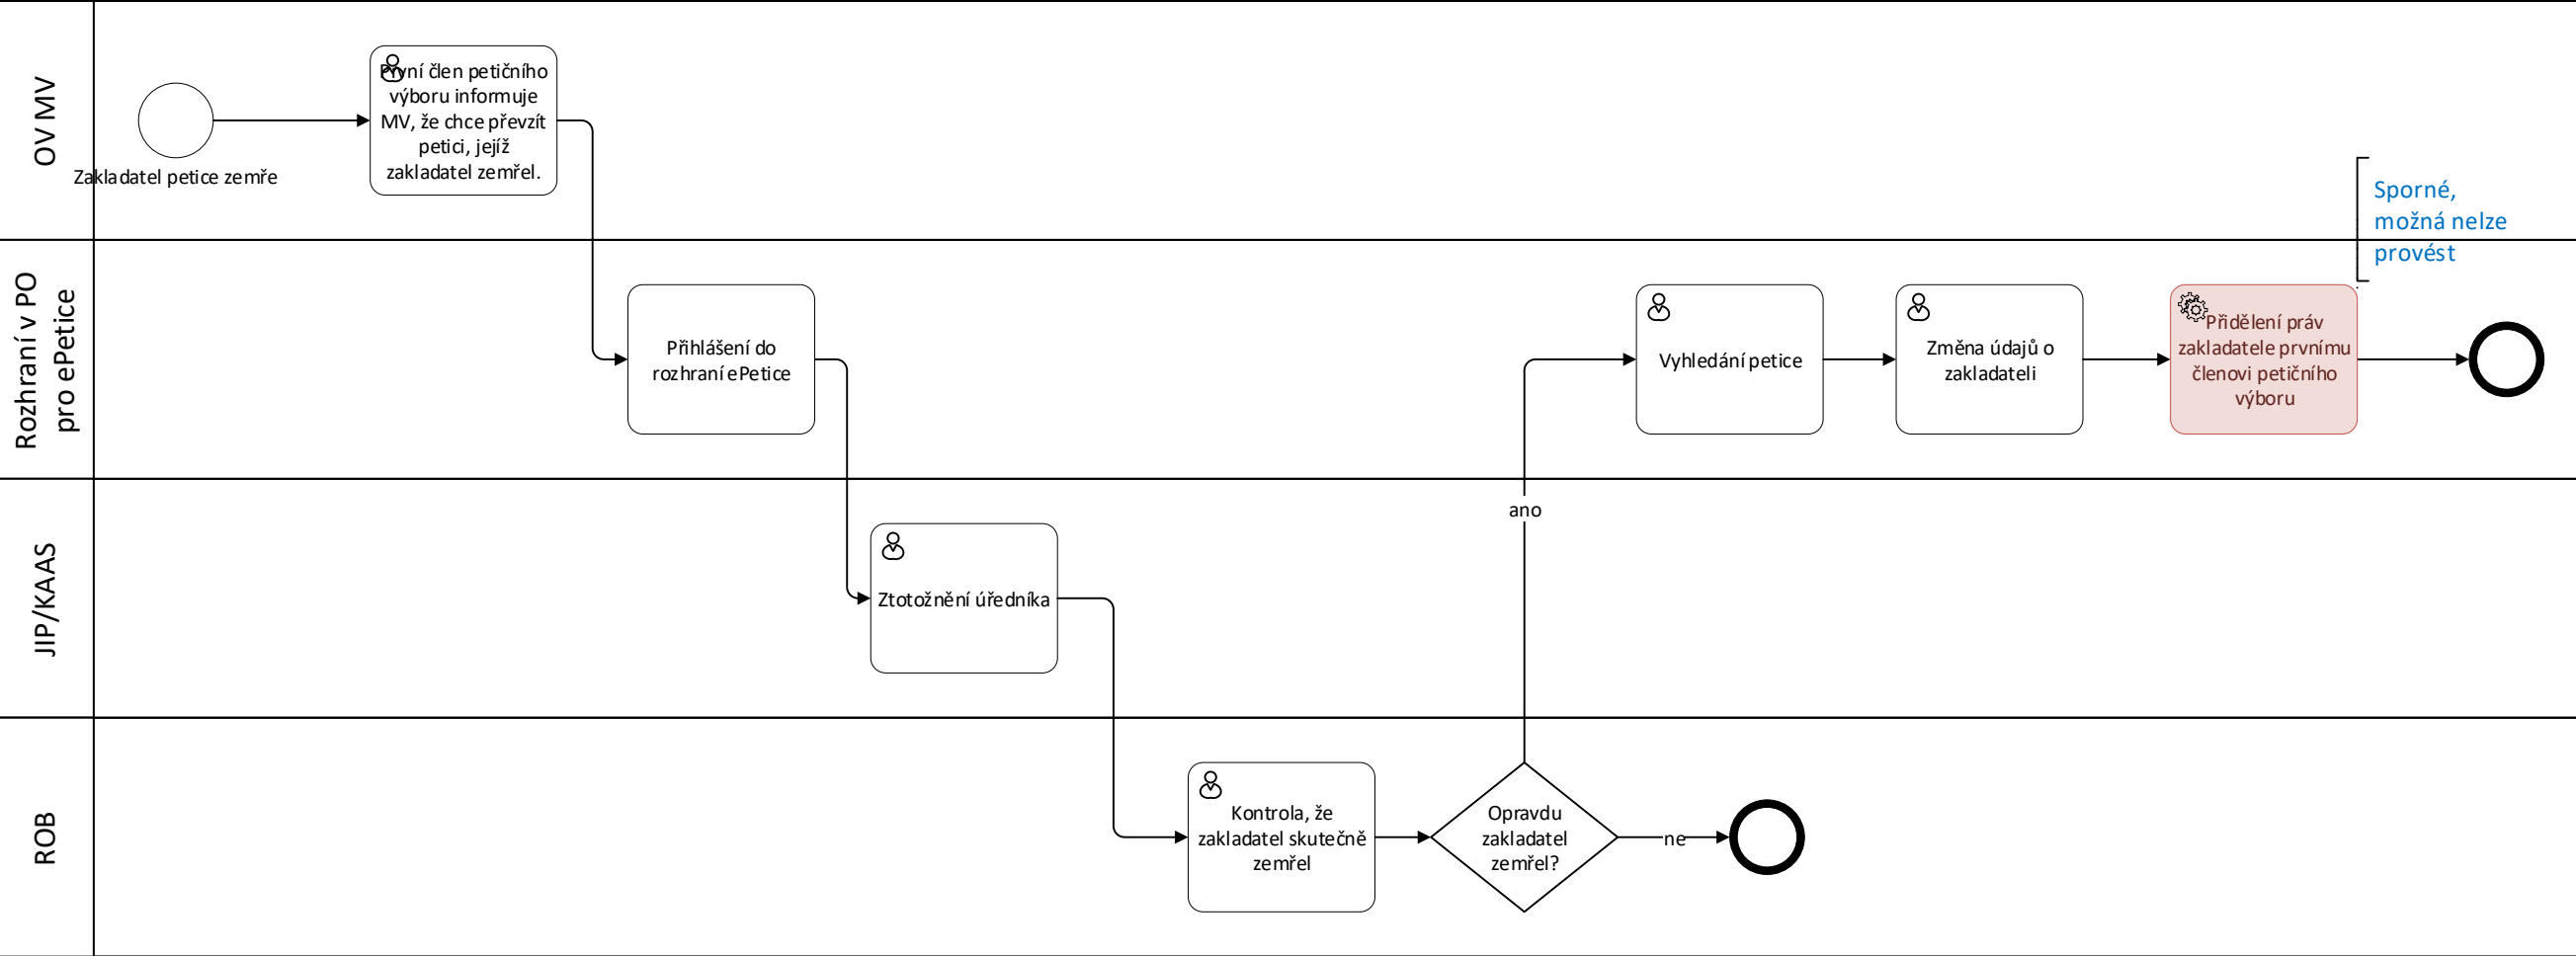 OV MV
Zakladatel petice zemře
První člen petičního
výboru informuje
MV, že chce převzít
petici, jejíž
zakladatel zemřel.
Sporné,
možná nelze
provést
Rozhraní v PO
pro ePetice
Přihlášení do
rozhraní ePetice
Vyhledání petice
Změna údajů o
zakladateli
Přidělení práv
zakladatele prvnímu
členovi petičního
výboru
JIP/KAAS
Ztotožnění úředníka
ano
ROB
Kontrola, že
zakladatel skutečně
zemřel
Opravdu
zakladatel
zemřel?
ne